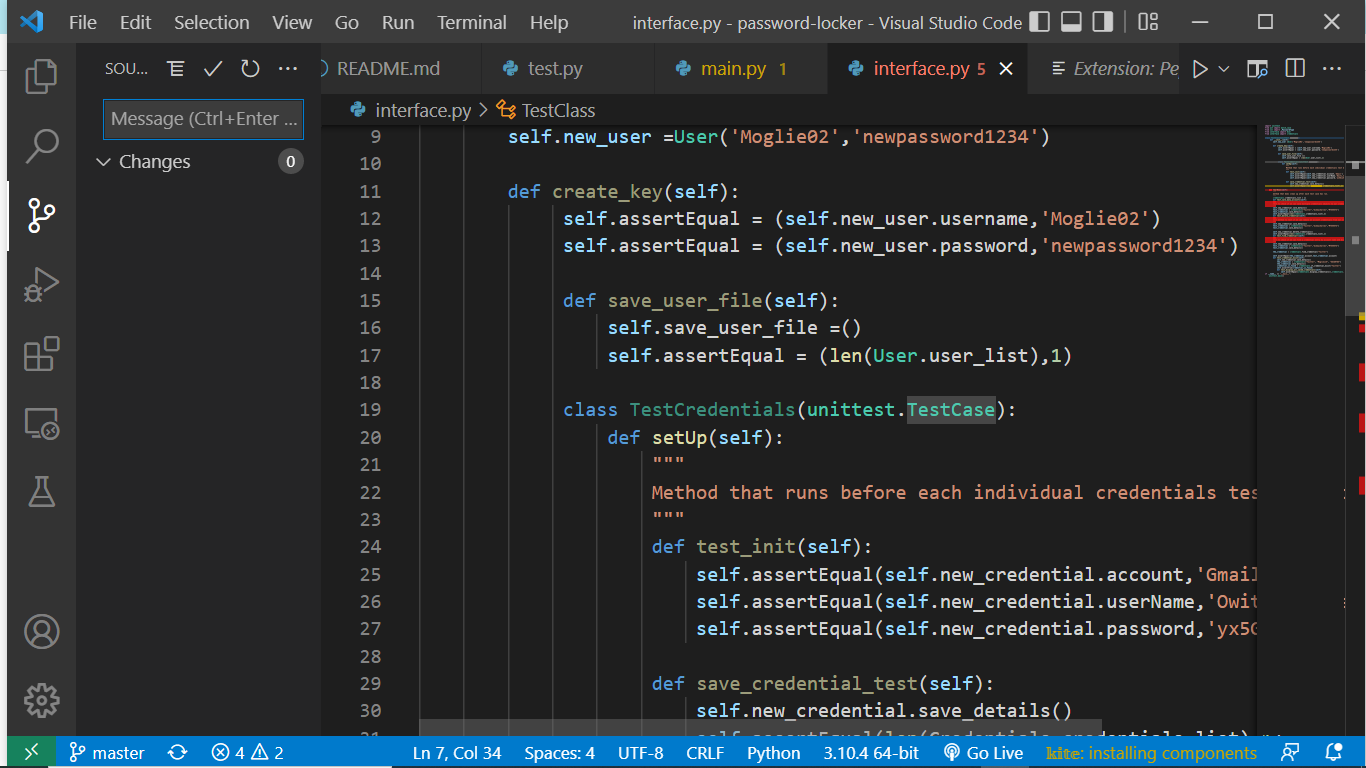 File Edit Selection View Go Run Terminal Help interface.py - password-locker - Visual Studio Code
SOU... README.md test.py main.py 1 interface.py 5 Extension: Pe
Message (Ctrl+Enter ...
Changes 0
interface.py > TestClass
9 self.new_user =User('Moglie02','newpassword1234')
10
11 def create_key(self):
12 self.assertEqual = (self.new_user.username,'Moglie02')
13 self.assertEqual = (self.new_user.password,'newpassword1234')
14
15 def save_user_file(self):
16 self.save_user_file =()
17 self.assertEqual = (len(User.user_list),1)
18
19 class TestCredentials(unittest.TestCase):
20 def setUp(self):
21 """
22 Method that runs before each individual credentials tes
23 """
24 def test_init(self):
25 self.assertEqual(self.new_credential.account,'Gmail
26 self.assertEqual(self.new_credential.userName,'Owit
27 self.assertEqual(self.new_credential.password,'yx5G
28
29 def save_credential_test(self):
30 self.new_credential.save_details()
master 4 2 Ln 7, Col 34 Spaces: 4 UTF-8 CRLF Python 3.10.4 64-bit Go Live kite: installing components